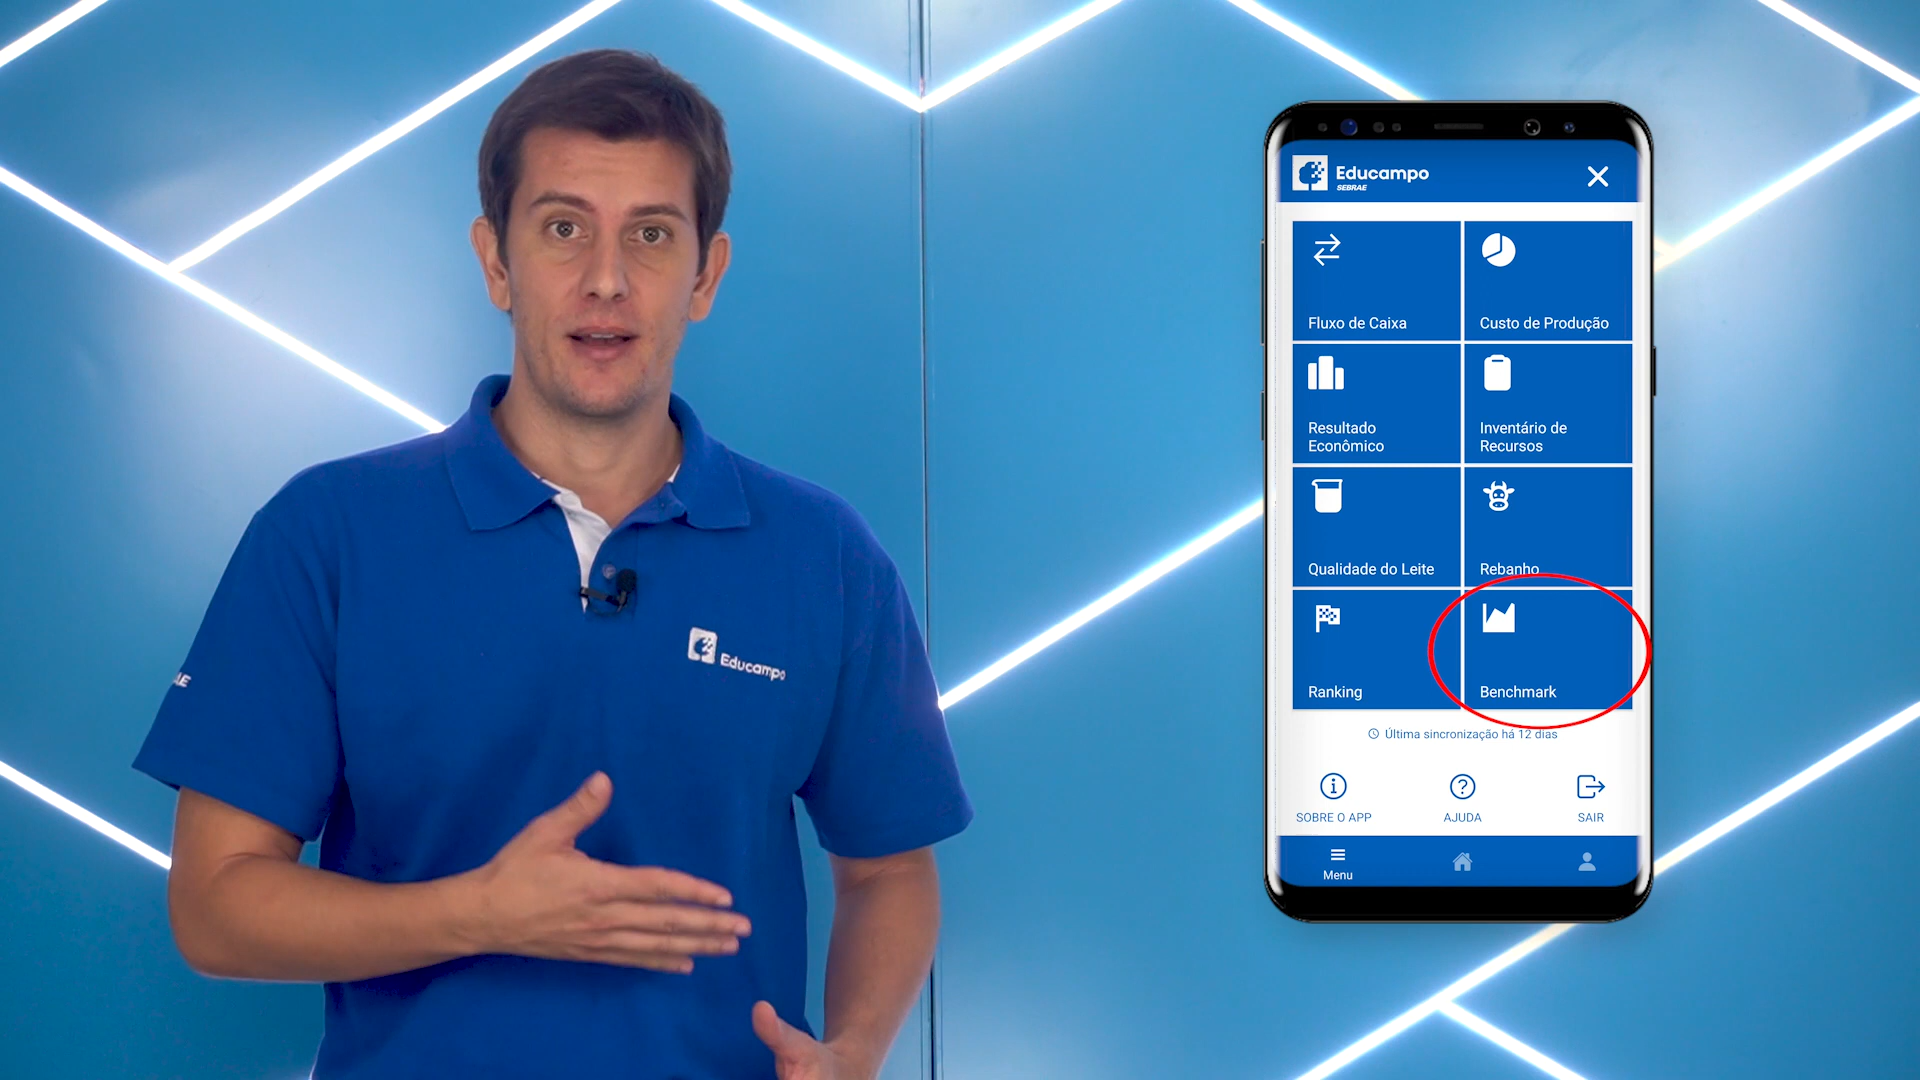 Educampo
SEBRAE
Fluxo de Caixa
Custo de Produção
Resultado
Econômico
Inventário de
Recursos
Qualidade do Leite
Rebanho
Ranking
Benchmark
Última sincronização há 12 dias
SOBRE O APP
AJUDA
SAIR
Menu
Educampo